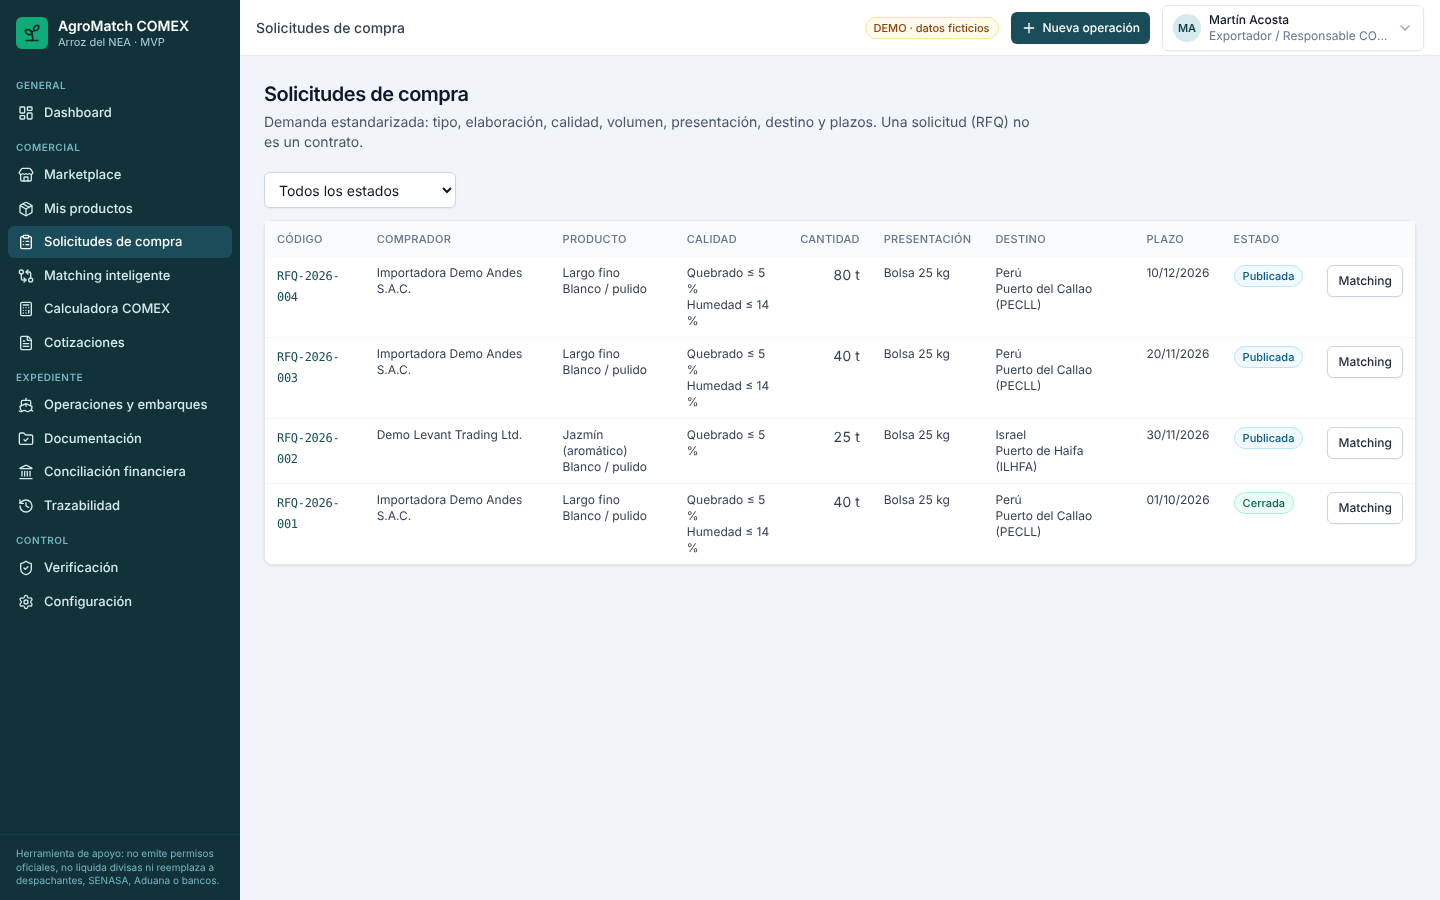 AgroMatch COMEX
Arroz del NEA · MVP
GENERAL
Dashboard
COMERCIAL
Marketplace
Mis productos
Solicitudes de compra
Matching inteligente
Calculadora COMEX
Cotizaciones
EXPEDIENTE
Operaciones y embarques
Documentación
Conciliación financiera
Trazabilidad
CONTROL
Verificación
Configuración
Herramienta de apoyo: no emite permisos
oficiales, no liquida divisas ni reemplaza a
despachantes, SENASA, Aduana o bancos.
Solicitudes de compra
DEMO · datos ficticios
Nueva operación
MA
Martín Acosta
Exportador / Responsable CO...
Solicitudes de compra
Demanda estandarizada: tipo, elaboración, calidad, volumen, presentación, destino y plazos. Una solicitud (RFQ) no
es un contrato.
Todos los estados
CÓDIGO COMPRADOR PRODUCTO CALIDAD CANTIDAD PRESENTACIÓN DESTINO PLAZO ESTADO
RFQ-2026- Importadora Demo Andes Largo fino Quebrado ≤ 5 80 t Bolsa 25 kg Perú 10/12/2026 Publicada Matching
004 S.A.C. Blanco / pulido % Puerto del Callao
Humedad ≤ 14 (PECLL)
%
RFQ-2026- Importadora Demo Andes Largo fino Quebrado ≤ 5 40 t Bolsa 25 kg Perú 20/11/2026 Publicada Matching
003 S.A.C. Blanco / pulido % Puerto del Callao
Humedad ≤ 14 (PECLL)
%
RFQ-2026- Demo Levant Trading Ltd. Jazmín Quebrado ≤ 5 25 t Bolsa 25 kg Israel 30/11/2026 Publicada Matching
002 (aromático) % Puerto de Haifa
Blanco / pulido (ILHFA)
RFQ-2026- Importadora Demo Andes Largo fino Quebrado ≤ 5 40 t Bolsa 25 kg Perú 01/10/2026 Cerrada Matching
001 S.A.C. Blanco / pulido % Puerto del Callao
Humedad ≤ 14 (PECLL)
%